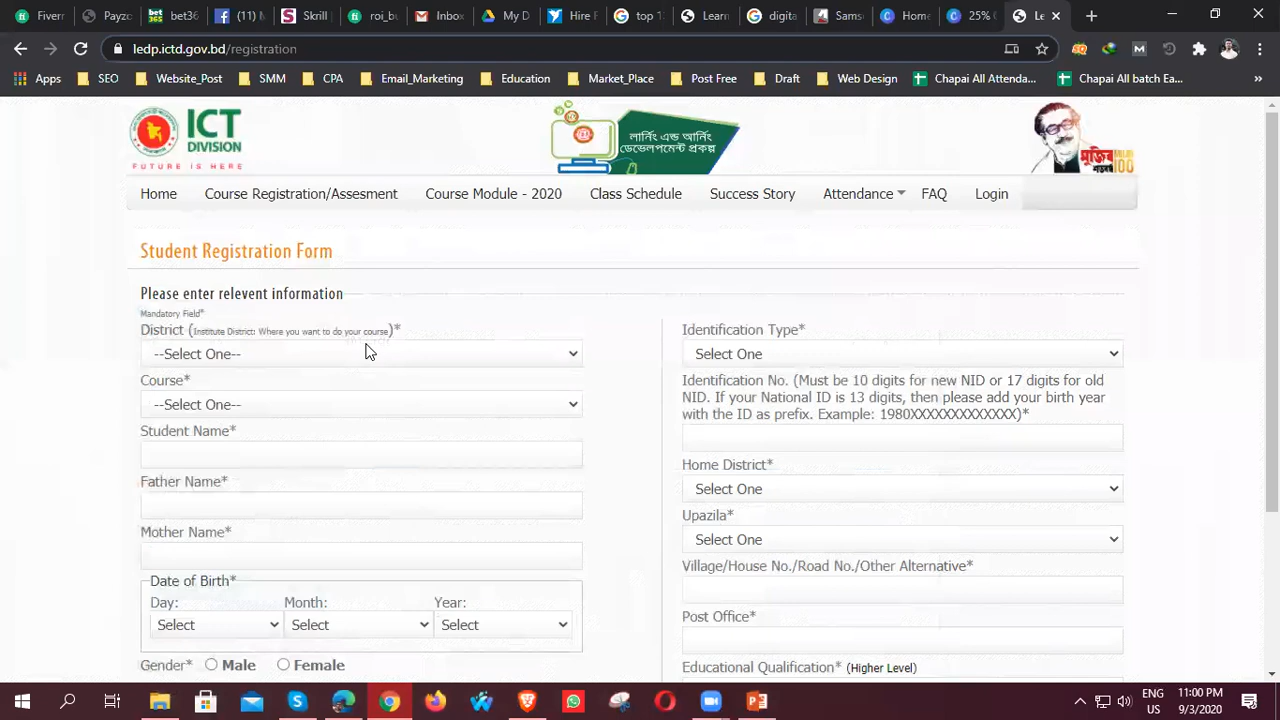 Fiverr
Payzo
bet36
(11) M
Skrill
roi_bu
Inbox
My D
Hire F
top 1
Learn
digita
Sams
Home
25% C
Le
ledp.ictd.gov.bd/registration
Apps
SEO
Website_Post
SMM
CPA
Email_Marketing
Education
Market_Place
Post Free
Draft
Web Design
Chapai All Attenda...
Chapai All batch Ea...
ICT
DIVISION
FUTURE IS HERE
লার্নিং এন্ড আর্নিং
ডেভেলপমেন্ট প্রকল্প
মুজিব
শতবর্ষ
100
Home
Course Registration/Assesment
Course Module - 2020
Class Schedule
Success Story
Attendance
FAQ
Login
Student Registration Form
Please enter relevent information
Mandatory Field*
District (Institute District: Where you want to do your course)*
--Select One--
Course*
--Select One--
Student Name*
Father Name*
Mother Name*
Date of Birth*
Day:
Month:
Year:
Select
Select
Select
Gender*
Male
Female
Identification Type*
Select One
Identification No. (Must be 10 digits for new NID or 17 digits for old
NID. If your National ID is 13 digits, then please add your birth year
with the ID as prefix. Example: 1980XXXXXXXXXXXXX)*
Home District*
Select One
Upazila*
Select One
Village/House No./Road No./Other Alternative*
Post Office*
Educational Qualification* (Higher Level)
ENG
US
11:00 PM
9/3/2020